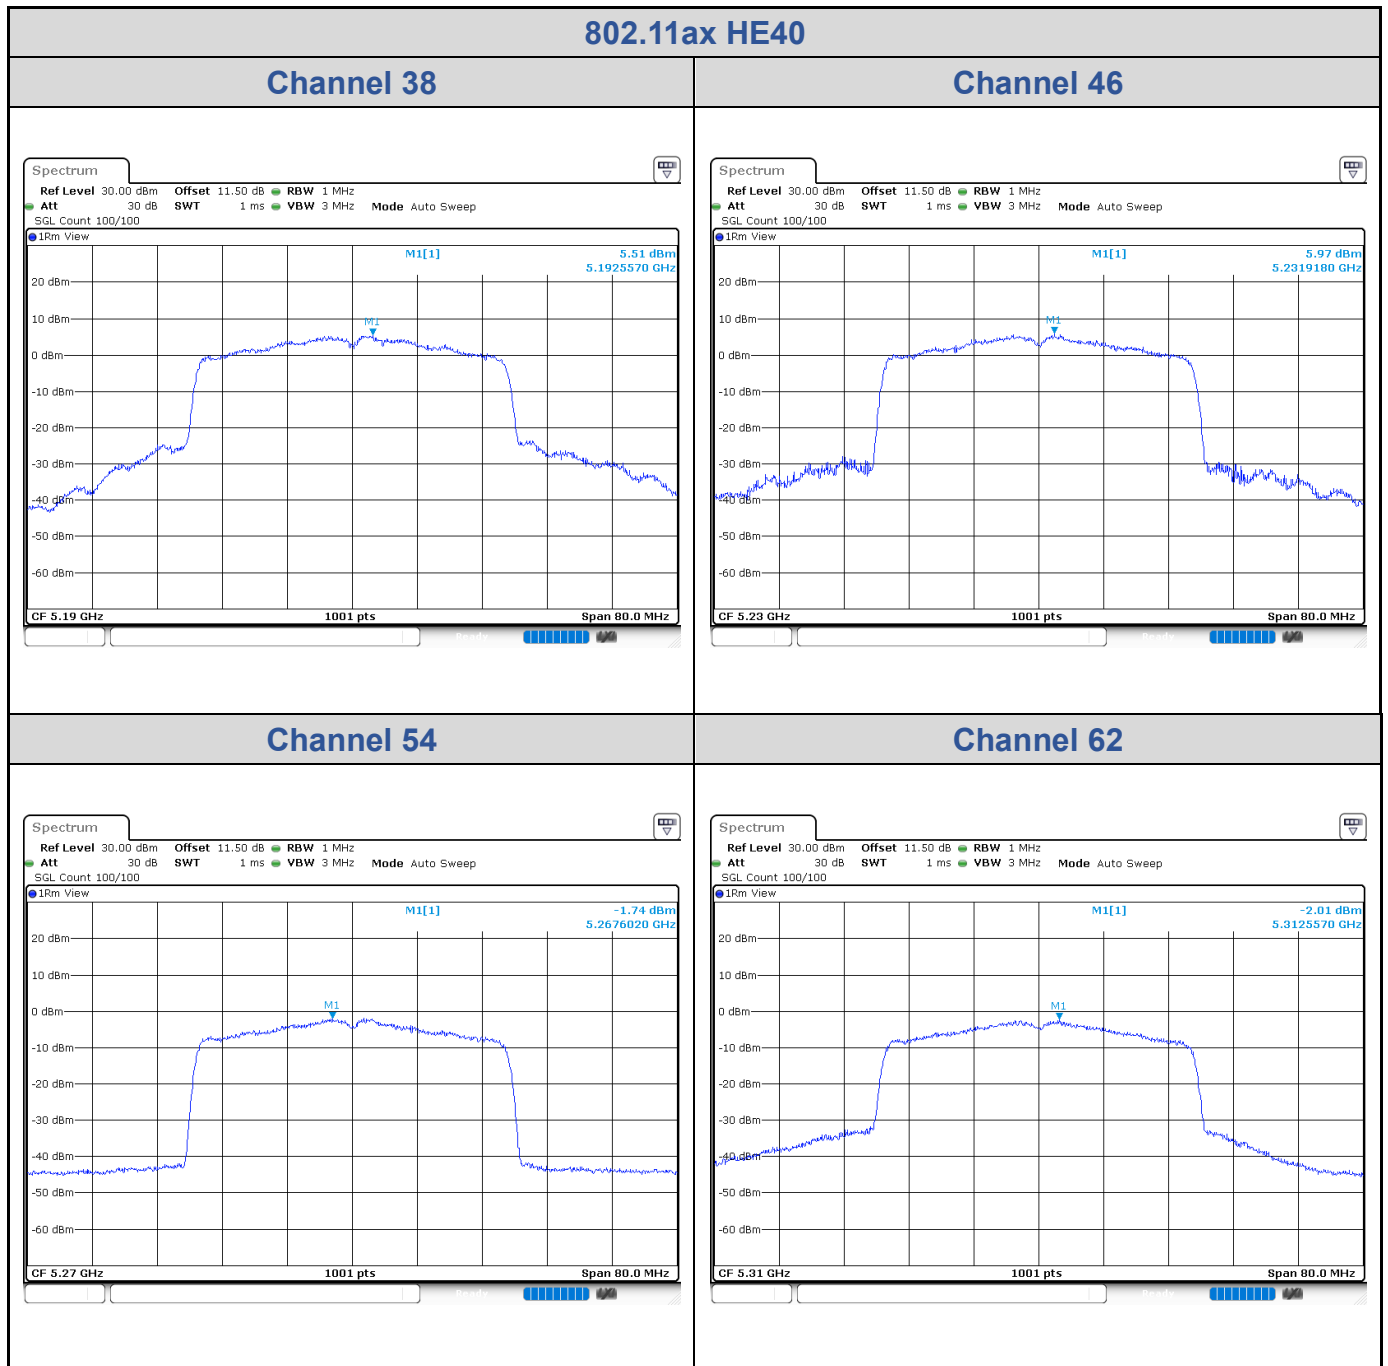 802.11ax HE40
Channel 38
Channel 46
Spectrum
Ref Level 30.00 dBm Offset 11.50 dB RBW 1 MHz
Att 30 dB SWT 1 ms VBW 3 MHz Mode Auto Sweep
SGL Count 100/100
1Rm View
M1[1] 5.51 dBm
5.1925570 GHz
20 dBm
M1
10 dBm
0 dBm
-10 dBm
-20 dBm
-30 dBm
-40 dBm
-50 dBm
-60 dBm
CF 5.19 GHz 1001 pts Span 80.0 MHz
Ready
Spectrum
Ref Level 30.00 dBm Offset 11.50 dB RBW 1 MHz
Att 30 dB SWT 1 ms VBW 3 MHz Mode Auto Sweep
SGL Count 100/100
1Rm View
M1[1] 5.97 dBm
5.2319180 GHz
20 dBm
M1
10 dBm
0 dBm
-10 dBm
-20 dBm
-30 dBm
-40 dBm
-50 dBm
-60 dBm
CF 5.23 GHz 1001 pts Span 80.0 MHz
Channel 54
Channel 62
Spectrum
Ref Level 30.00 dBm Offset 11.50 dB RBW 1 MHz
Att 30 dB SWT 1 ms VBW 3 MHz Mode Auto Sweep
SGL Count 100/100
1Rm View
M1[1] -1.74 dBm
5.2676020 GHz
20 dBm
10 dBm
M1
0 dBm
-10 dBm
-20 dBm
-30 dBm
-40 dBm
-50 dBm
-60 dBm
CF 5.27 GHz 1001 pts Span 80.0 MHz
Ready
Spectrum
Ref Level 30.00 dBm Offset 11.50 dB RBW 1 MHz
Att 30 dB SWT 1 ms VBW 3 MHz Mode Auto Sweep
SGL Count 100/100
1Rm View
M1[1] -2.01 dBm
5.3125570 GHz
20 dBm
10 dBm
M1
0 dBm
-10 dBm
-20 dBm
-30 dBm
-40 dBm
-50 dBm
-60 dBm
CF 5.31 GHz 1001 pts Span 80.0 MHz